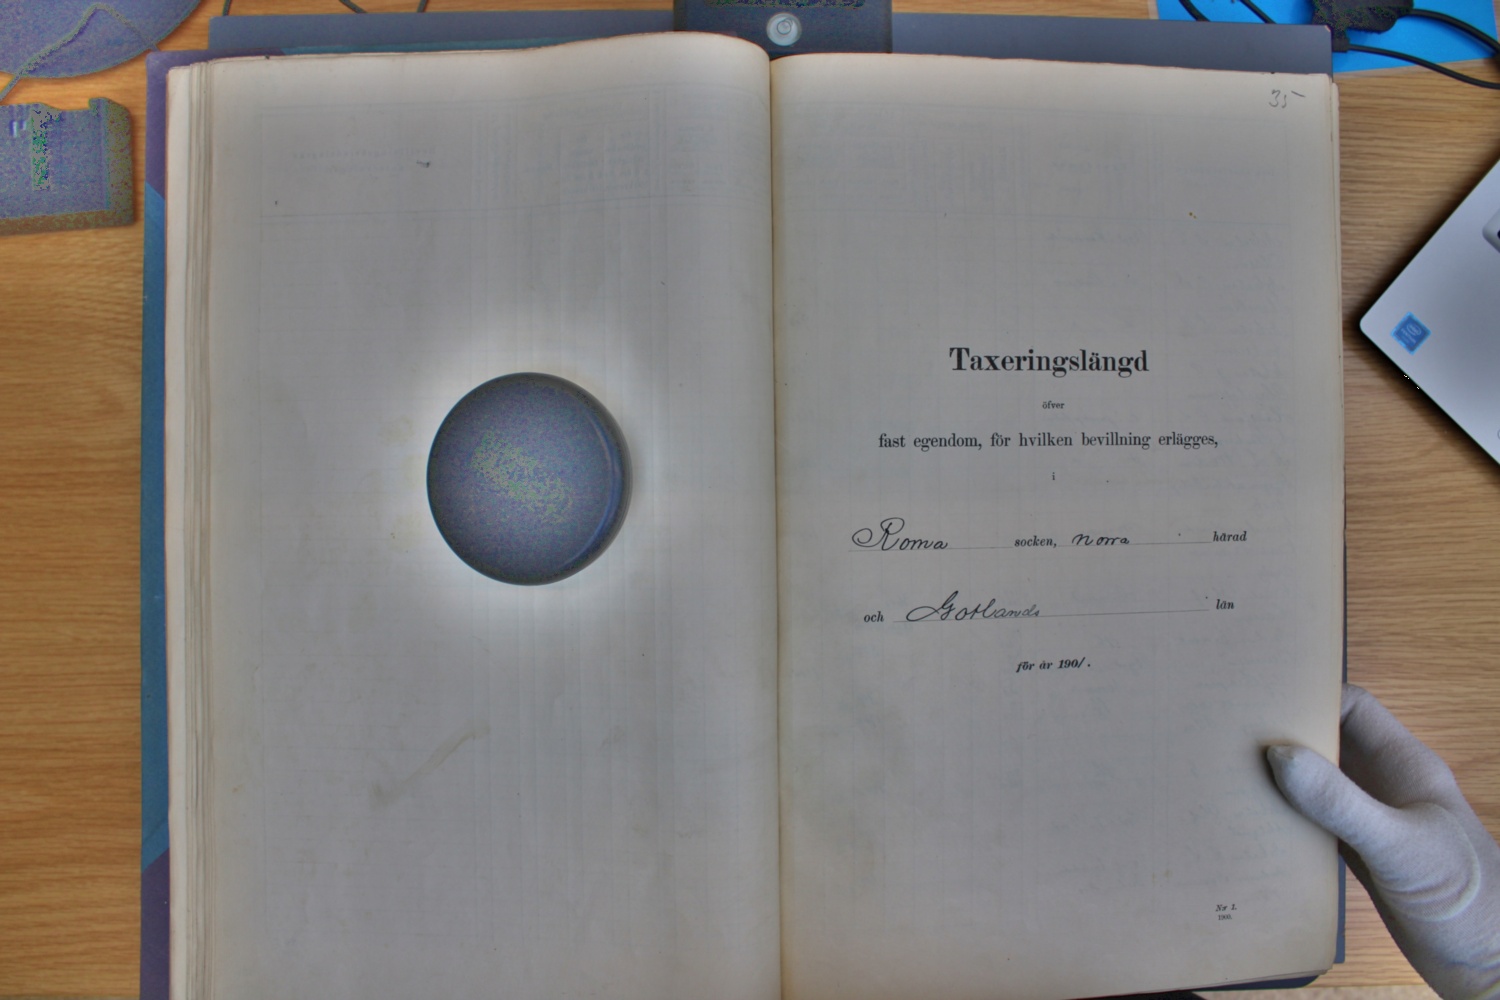 35
Taxeringslängd
öfver
fast egendom, för hvilken bevillning erlägges,
i
Roma socken, norra härad
och Gotlands län
för år 1901.
N:r 1.
1900.